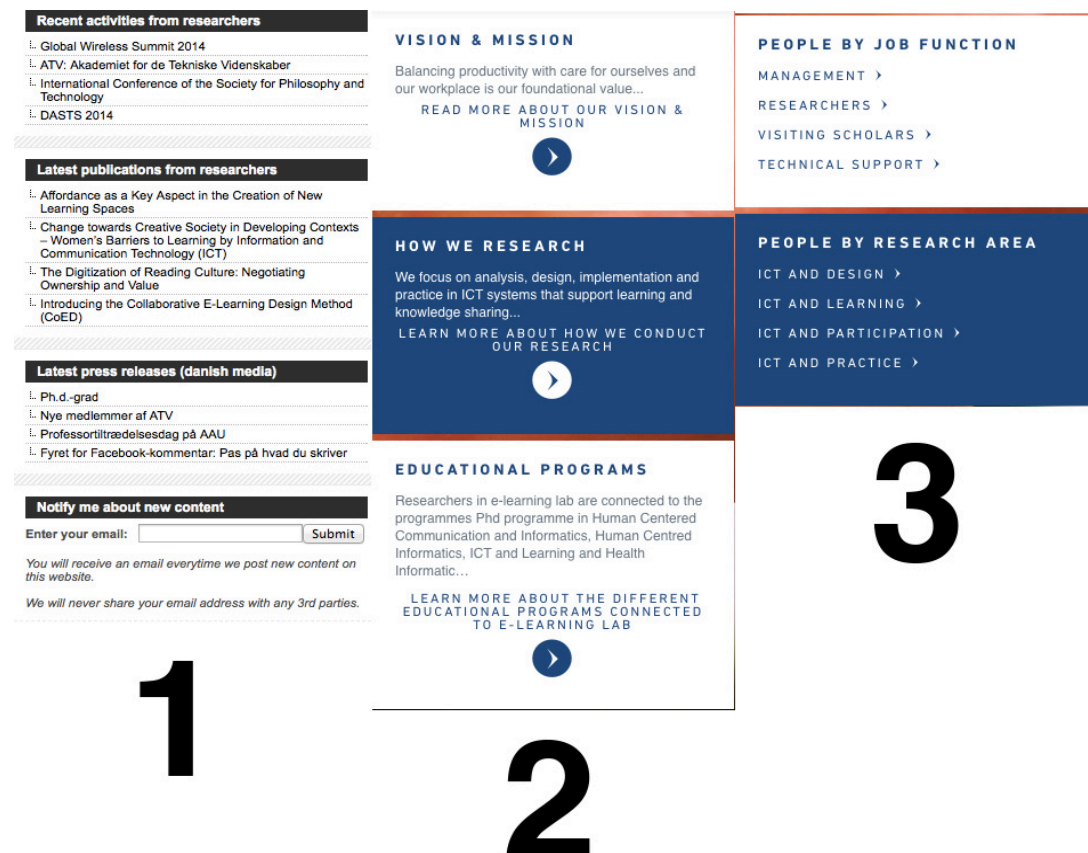 Recent activities from researchers
Global Wireless Summit 2014
ATV: Akademiet for de Tekniske Videnskaber
International Conference of the Society for Philosophy and
Technology
DASTS 2014
Latest publications from researchers
Affordance as a Key Aspect in the Creation of New
Learning Spaces
Change towards Creative Society in Developing Contexts
– Women's Barriers to Learning by Information and
Communication Technology (ICT)
The Digitization of Reading Culture: Negotiating
Ownership and Value
Introducing the Collaborative E-Learning Design Method
(CoED)
Latest press releases (danish media)
Ph.d.-grad
Nye medlemmer af ATV
Professortiltrædelsesdag på AAU
Fyret for Facebook-kommentar: Pas på hvad du skriver
Notify me about new content
Enter your email: Submit
You will receive an email everytime we post new content on
this website.
We will never share your email address with any 3rd parties.
1
VISION & MISSION
Balancing productivity with care for ourselves and
our workplace is our foundational value...
READ MORE ABOUT OUR VISION &
MISSION
HOW WE RESEARCH
We focus on analysis, design, implementation and
practice in ICT systems that support learning and
knowledge sharing...
LEARN MORE ABOUT HOW WE CONDUCT
OUR RESEARCH
EDUCATIONAL PROGRAMS
Researchers in e-learning lab are connected to the
programmes Phd programme in Human Centered
Communication and Informatics, Human Centred
Informatics, ICT and Learning and Health
Informatic...
LEARN MORE ABOUT THE DIFFERENT
EDUCATIONAL PROGRAMS CONNECTED
TO E-LEARNING LAB
2
PEOPLE BY JOB FUNCTION
MANAGEMENT
RESEARCHERS
VISITING SCHOLARS
TECHNICAL SUPPORT
PEOPLE BY RESEARCH AREA
ICT AND DESIGN
ICT AND LEARNING
ICT AND PARTICIPATION
ICT AND PRACTICE
3